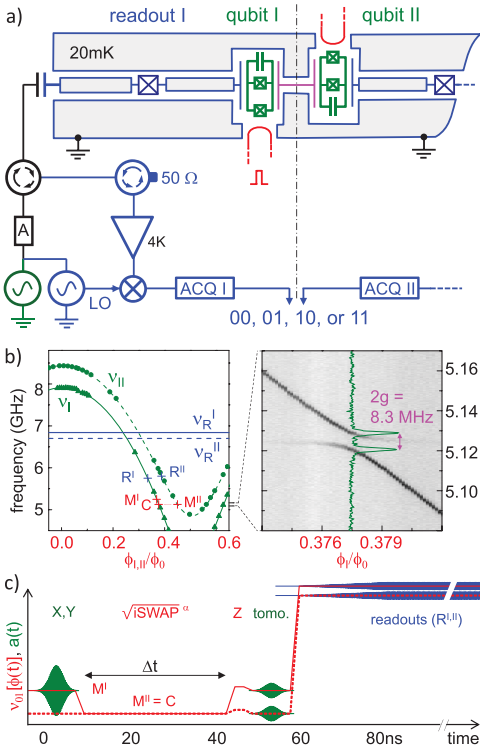 a)
readout I
qubit I
qubit II
20mK
50 Ω
A
4K
LO
ACQ I
ACQ II
00, 01, 10, or 11
b)
frequency (GHz)
8
7
6
5
ν_II
ν_I
ν_R^I
ν_R^II
R^I
R^II
M^I
C
M^II
0.0
0.2
0.4
0.6
ϕ_I,II/ϕ_0
2g =
8.3 MHz
5.16
5.14
5.12
5.10
0.376
0.379
ϕ_I/ϕ_0
c)
ν_01[ϕ(t)], a(t)
X,Y
√iSWAP α
Z
tomo.
readouts (R^I,II)
Δt
M^I
M^II = C
0
20
40
60
80ns
time